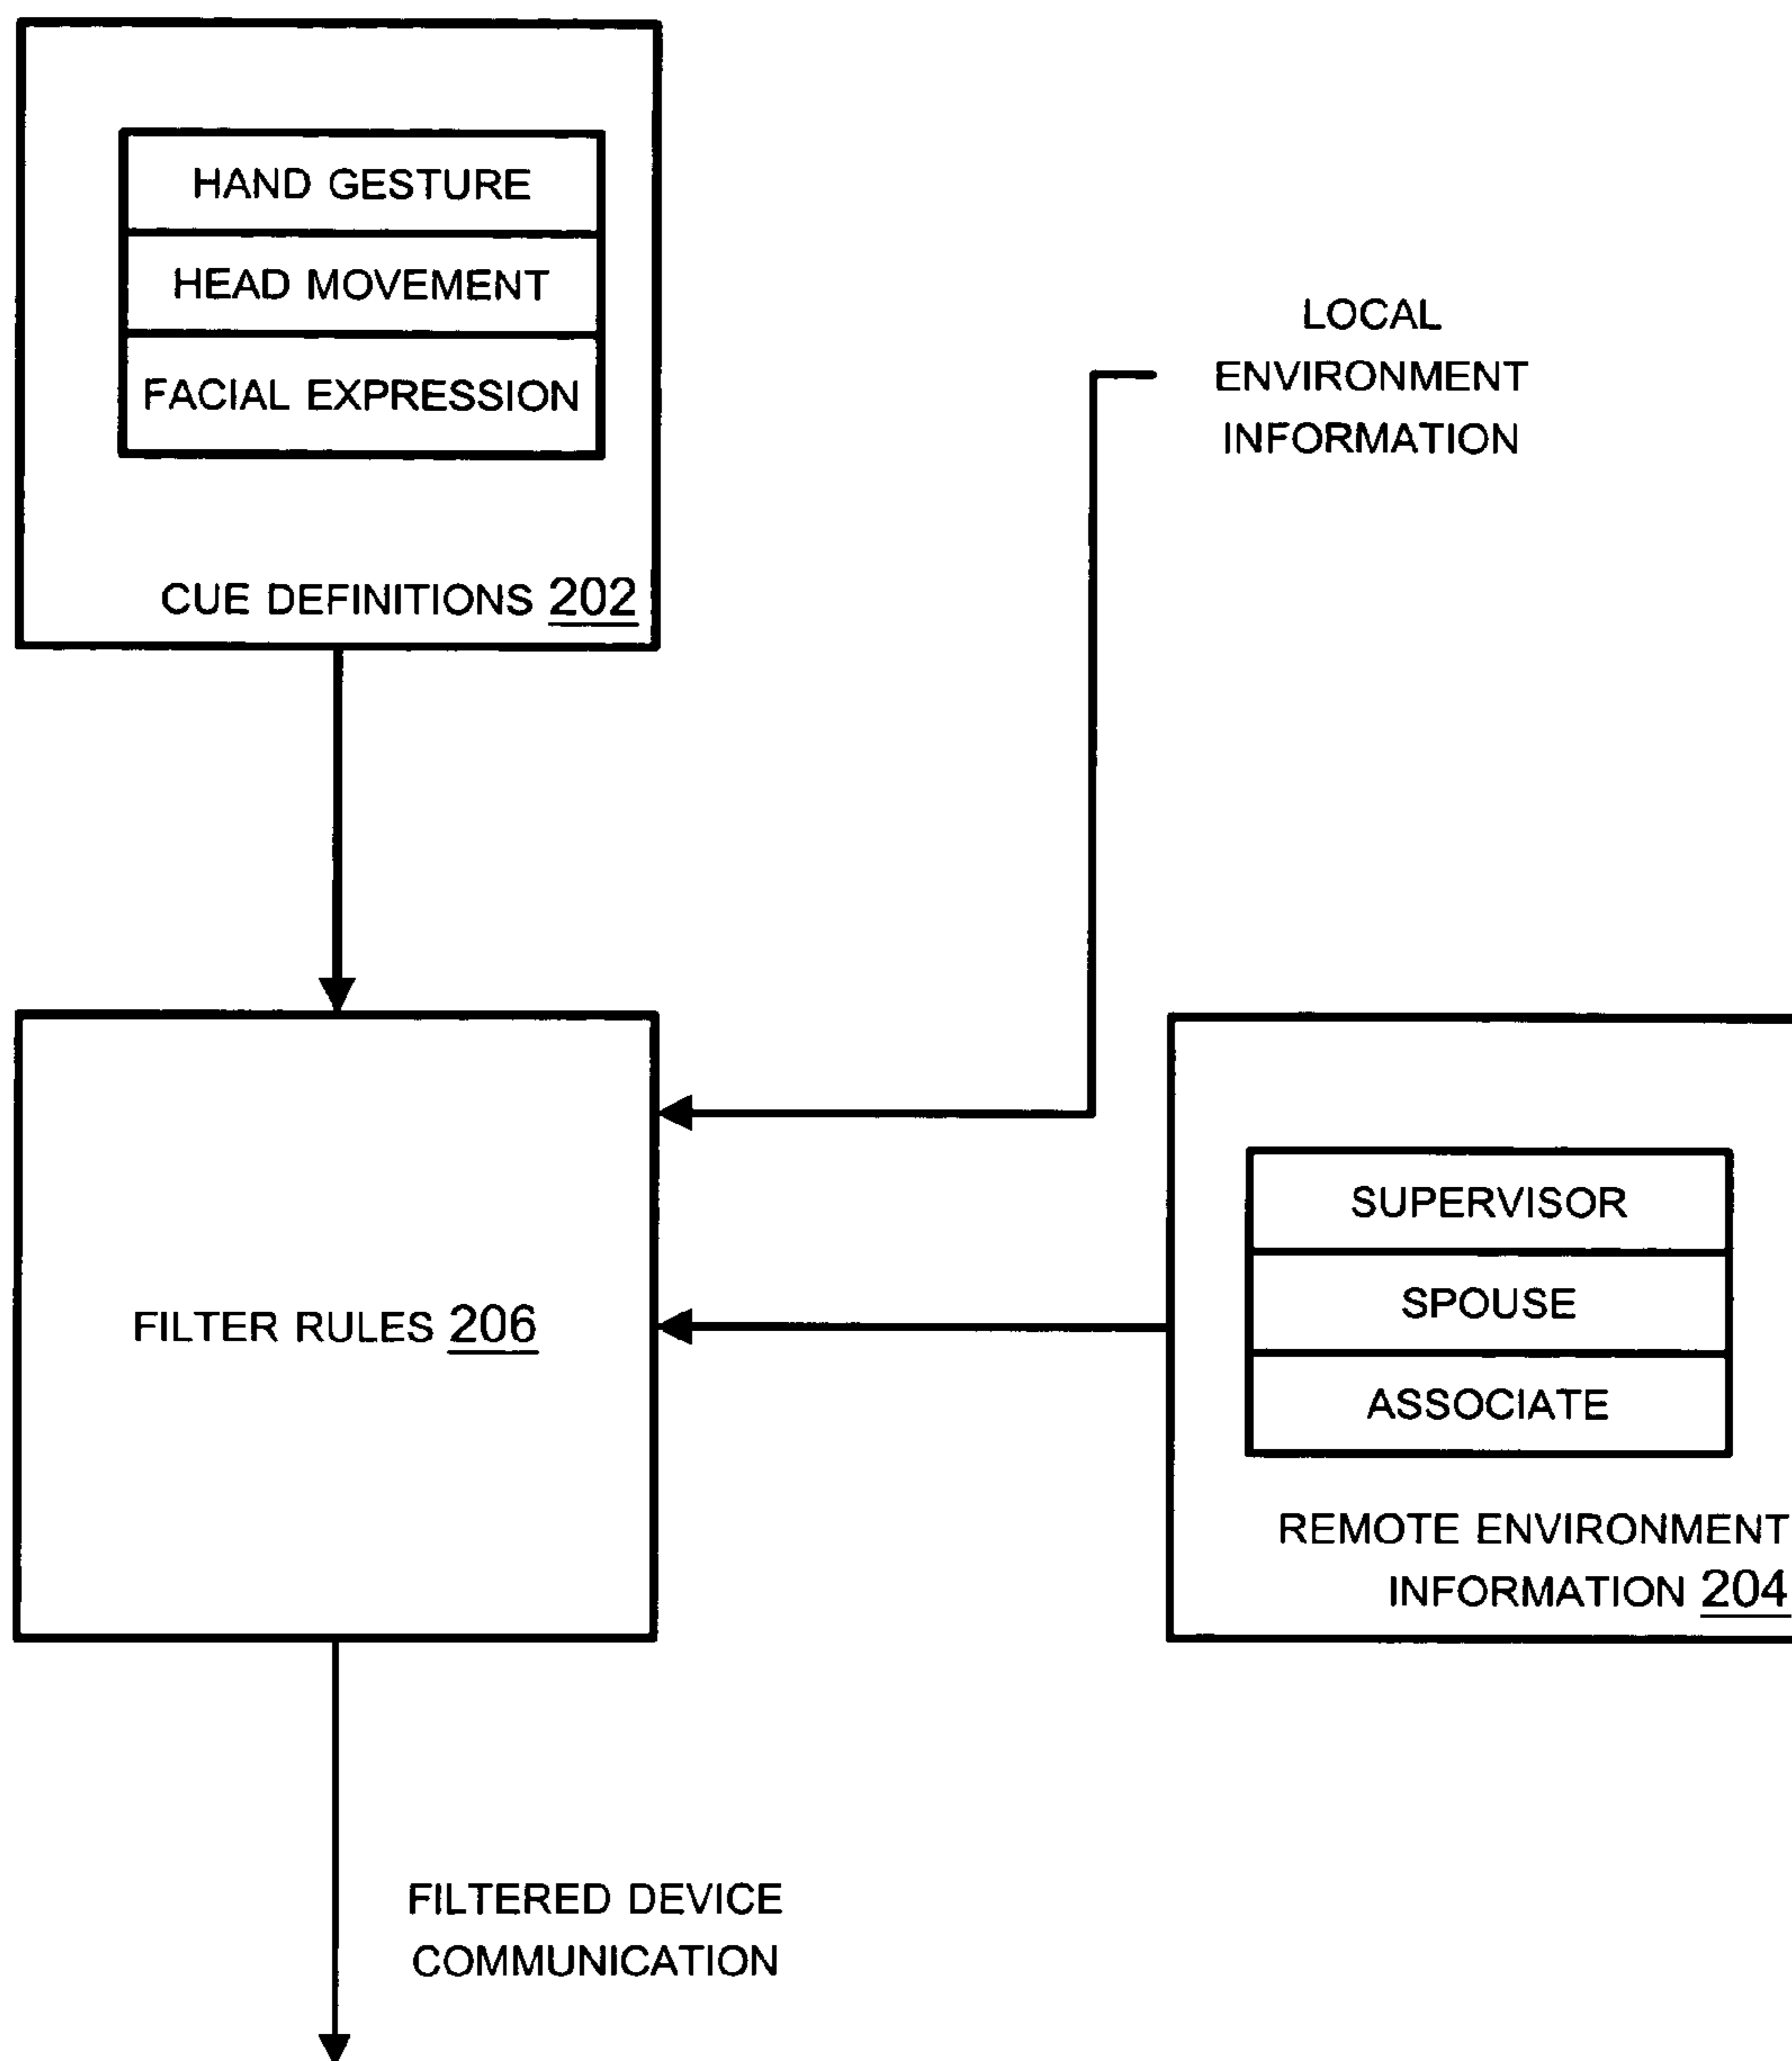 HAND GESTURE
HEAD MOVEMENT
FACIAL EXPRESSION
CUE DEFINITIONS 202
LOCAL
ENVIRONMENT
INFORMATION
FILTER RULES 206
SUPERVISOR
SPOUSE
ASSOCIATE
REMOTE ENVIRONMENT
INFORMATION 204
FILTERED DEVICE
COMMUNICATION